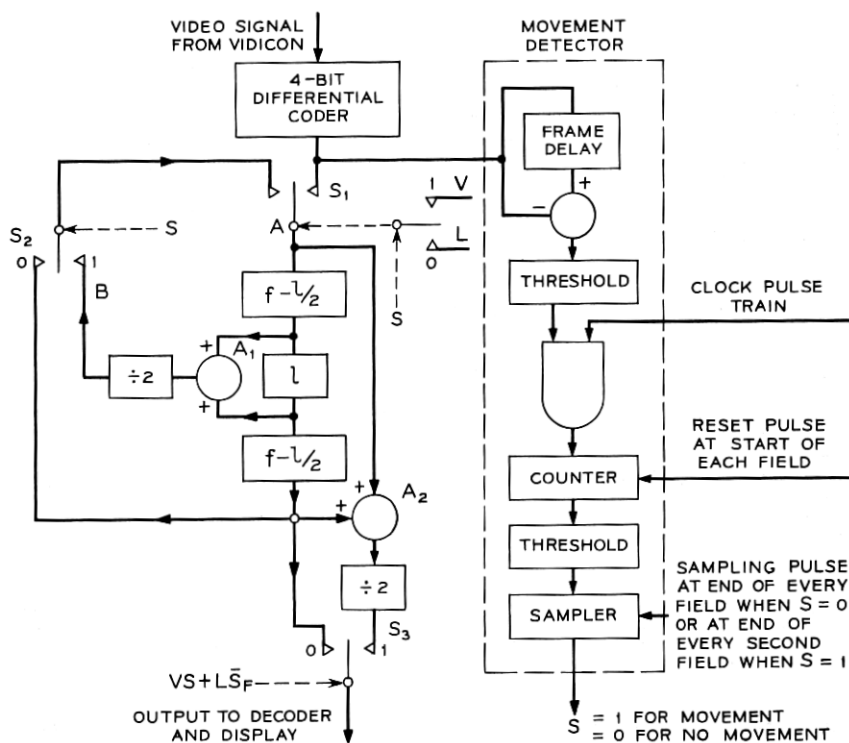 VIDEO SIGNAL
FROM VIDICON
4-BIT
DIFFERENTIAL
CODER
MOVEMENT
DETECTOR
FRAME
DELAY
+
−
THRESHOLD
CLOCK PULSE
TRAIN
RESET PULSE
AT START OF
EACH FIELD
COUNTER
THRESHOLD
SAMPLER
SAMPLING PULSE
AT END OF EVERY
FIELD WHEN S = 0
OR AT END OF
EVERY SECOND
FIELD WHEN S = 1
S = 1 FOR MOVEMENT
= 0 FOR NO MOVEMENT
S1
1 V
A
L
0
S
S2
S
0
1
B
f-l/2
+
A1
÷2
l
+
f-l/2
+
A2
+
÷2
S3
0
1
VS+LS̄F
OUTPUT TO DECODER
AND DISPLAY